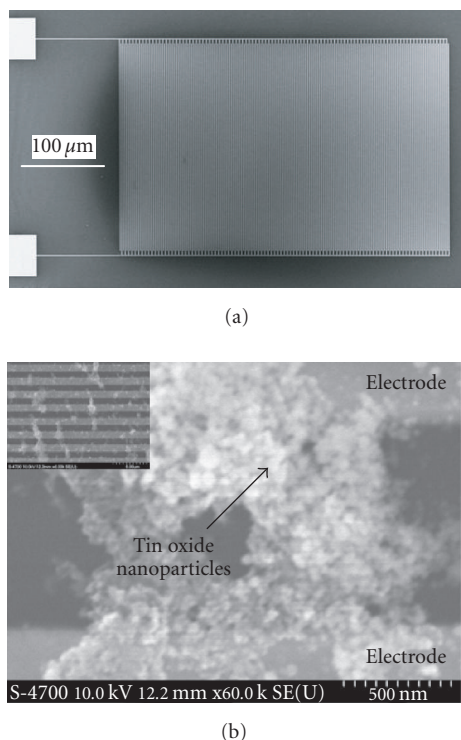 100 μm
(a)
Electrode
Tin oxide
nanoparticles
Electrode
S-4700 10.0 kV 12.2 mm x60.0 k SE(U)
500 nm
(b)